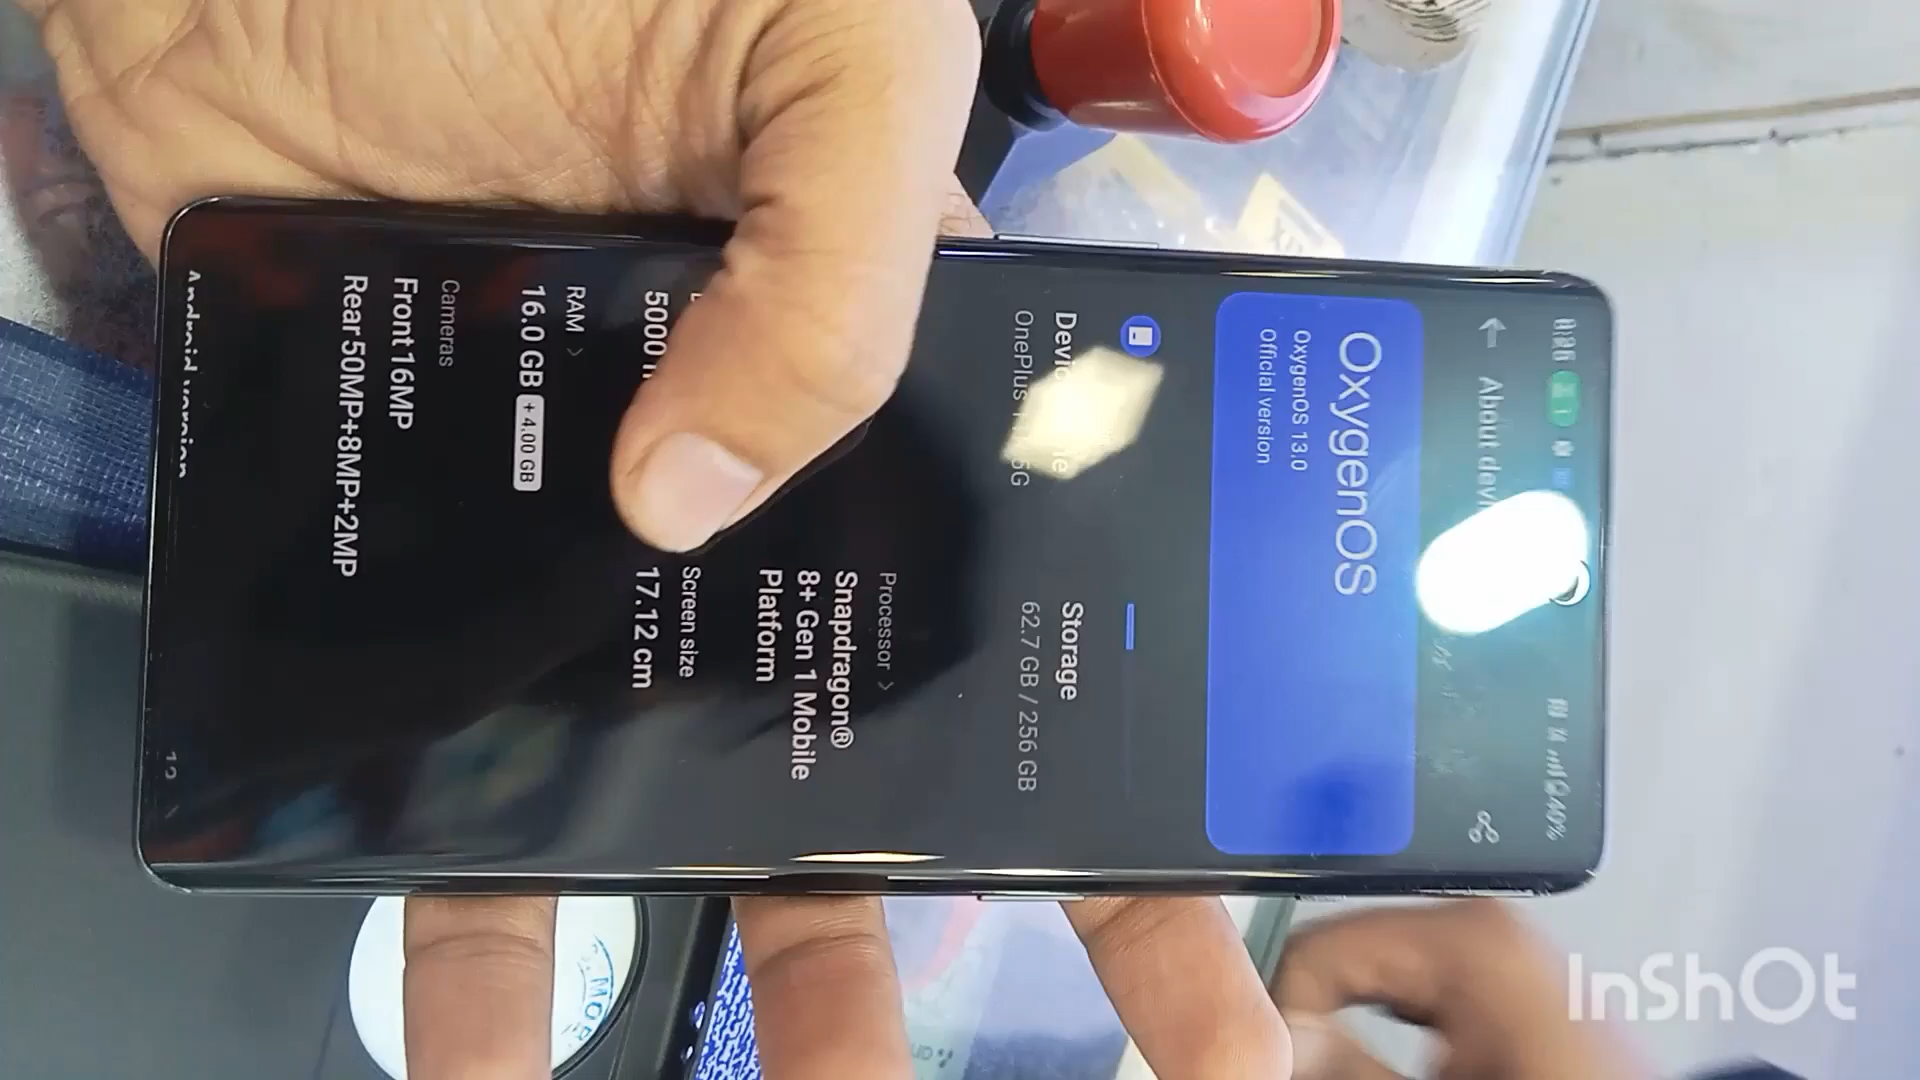 About
OxygenOS
OxygenOS 13.0
Official version
OnePlus
Storage
62.7 GB / 256 GB
Processor >
Snapdragon®
8+ Gen 1 Mobile
Platform
Screen size
17.12 cm
RAM >
16.0 GB + 4.00 GB
Cameras
Front 16MP
Rear 50MP+8MP+2MP
Android version
InShOt